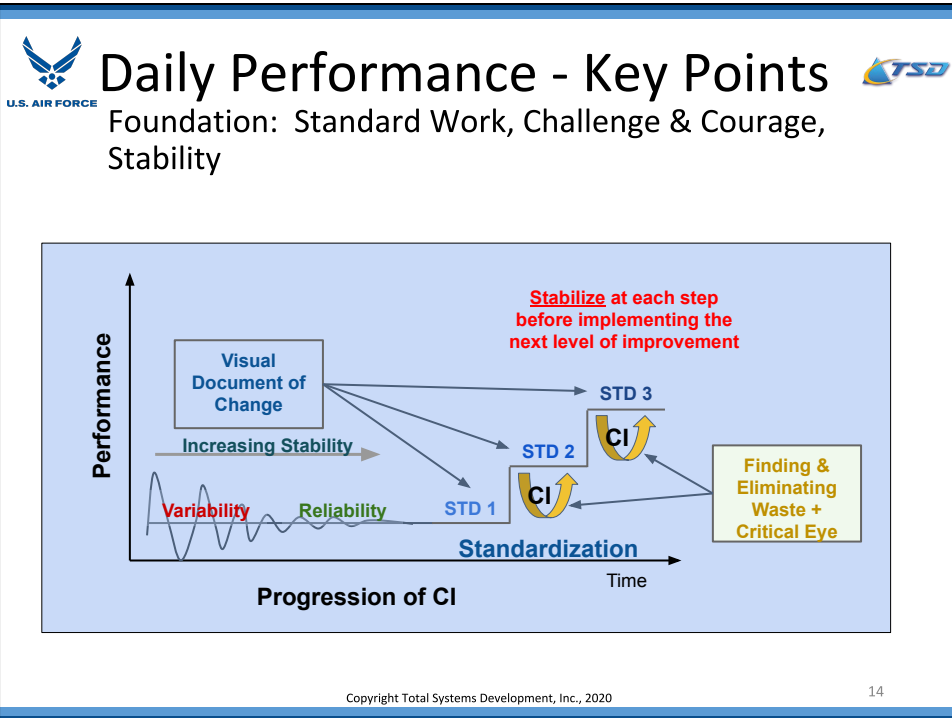 Daily Performance - Key Points
U.S. AIR FORCE
TSD
Foundation:  Standard Work, Challenge & Courage,
Stability
Stabilize at each step
before implementing the
next level of improvement
Performance
Visual
Document of
Change
STD 3
Increasing Stability
STD 2
CI
Finding &
Eliminating
Waste +
Critical Eye
Variability
Reliability
STD 1
CI
Standardization
Time
Progression of CI
Copyright Total Systems Development, Inc., 2020
14